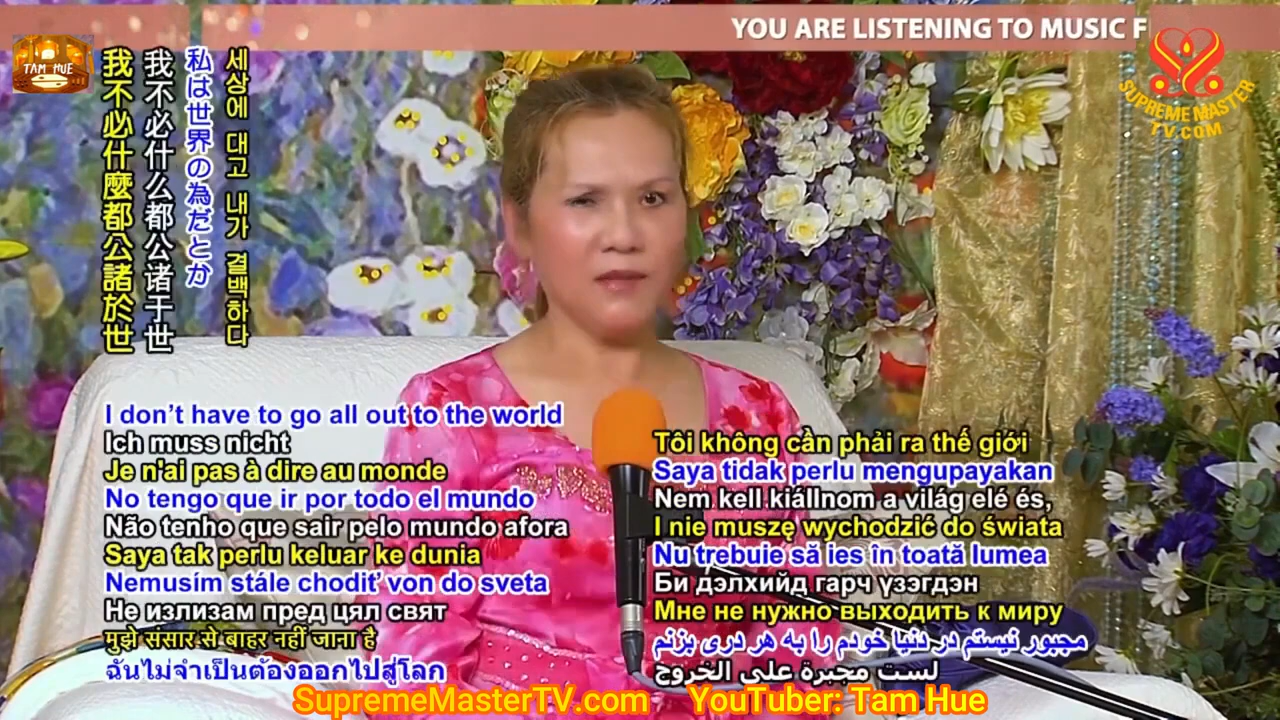 YOU ARE LISTENING TO MUSIC F
TAM HUE
SUPREME MASTER
TV.COM
我不必什麼都公諸於世
我不必什么都公诸于世
私は世界の為だとか
세상에 대고 내가 결백하다
I don't have to go all out to the world
Ich muss nicht
Je n'ai pas à dire au monde
No tengo que ir por todo el mundo
Não tenho que sair pelo mundo afora
Saya tak perlu keluar ke dunia
Nemusím stále chodiť von do sveta
Не излизам пред цял свят
मुझे संसार से बाहर नहीं जाना है
ฉันไม่จำเป็นต้องออกไปสู่โลก
Tôi không cần phải ra thế giới
Saya tidak perlu mengupayakan
Nem kell kiállnom a világ elé és,
I nie muszę wychodzić do świata
Nu trebuie să ies în toată lumea
Би дэлхийд гарч үзэгдэн
Мне не нужно выходить к миру
مجبور نیستم در دنیا خودم را به هر دری بزنم
لست مجبرة على الخروج
SupremeMasterTV.com YouTuber: Tam Hue